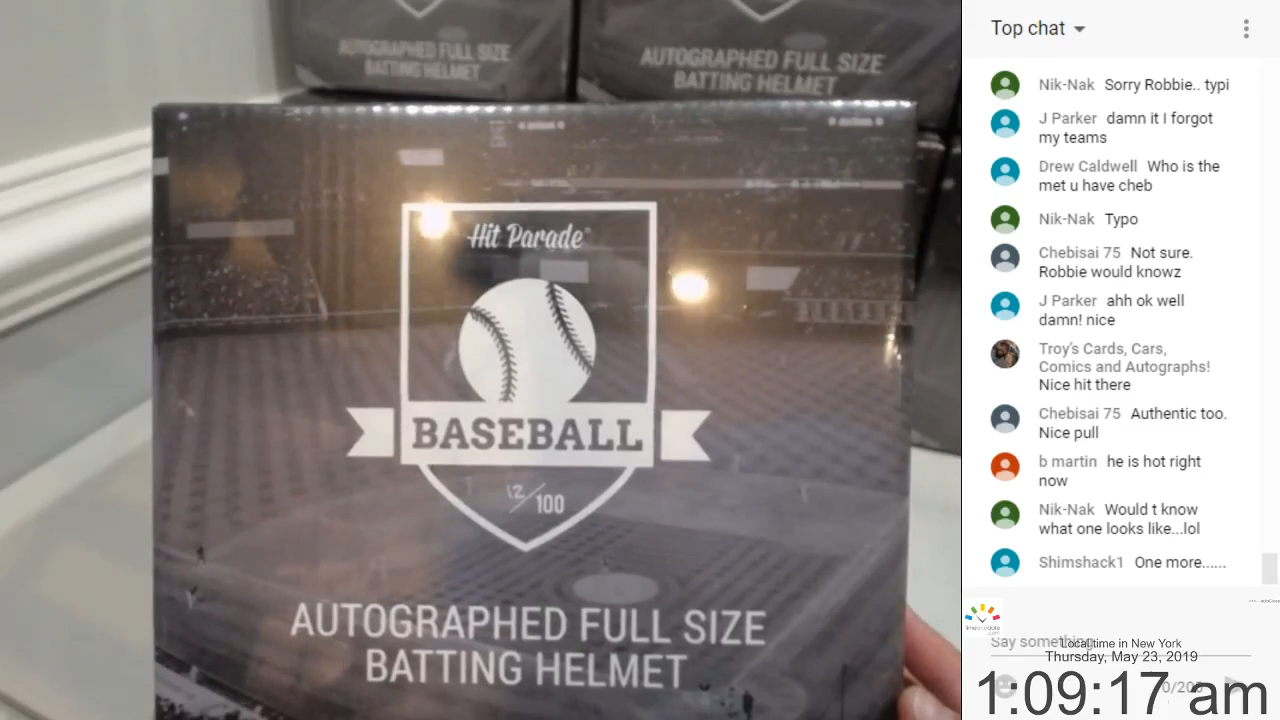 AUTOGRAPHED FULL SIZE
BATTING HELMET
AUTOGRAPHED FULL SIZE
BATTING HELMET
Hit Parade
BASEBALL
12/100
AUTOGRAPHED FULL SIZE
BATTING HELMET
Top chat
Nik-Nak Sorry Robbie.. typi
J Parker damn it I forgot
my teams
Drew Caldwell Who is the
met u have cheb
Nik-Nak Typo
Chebisai 75 Not sure.
Robbie would knowz
J Parker ahh ok well
damn! nice
Troy's Cards, Cars,
Comics and Autographs!
Nice hit there
Chebisai 75 Authentic too.
Nice pull
b martin he is hot right
now
Nik-Nak Would t know
what one looks like...lol
Shimshack1 One more......
Say something...
Local time in New York
Thursday, May 23, 2019
0/200
1:09:17 am